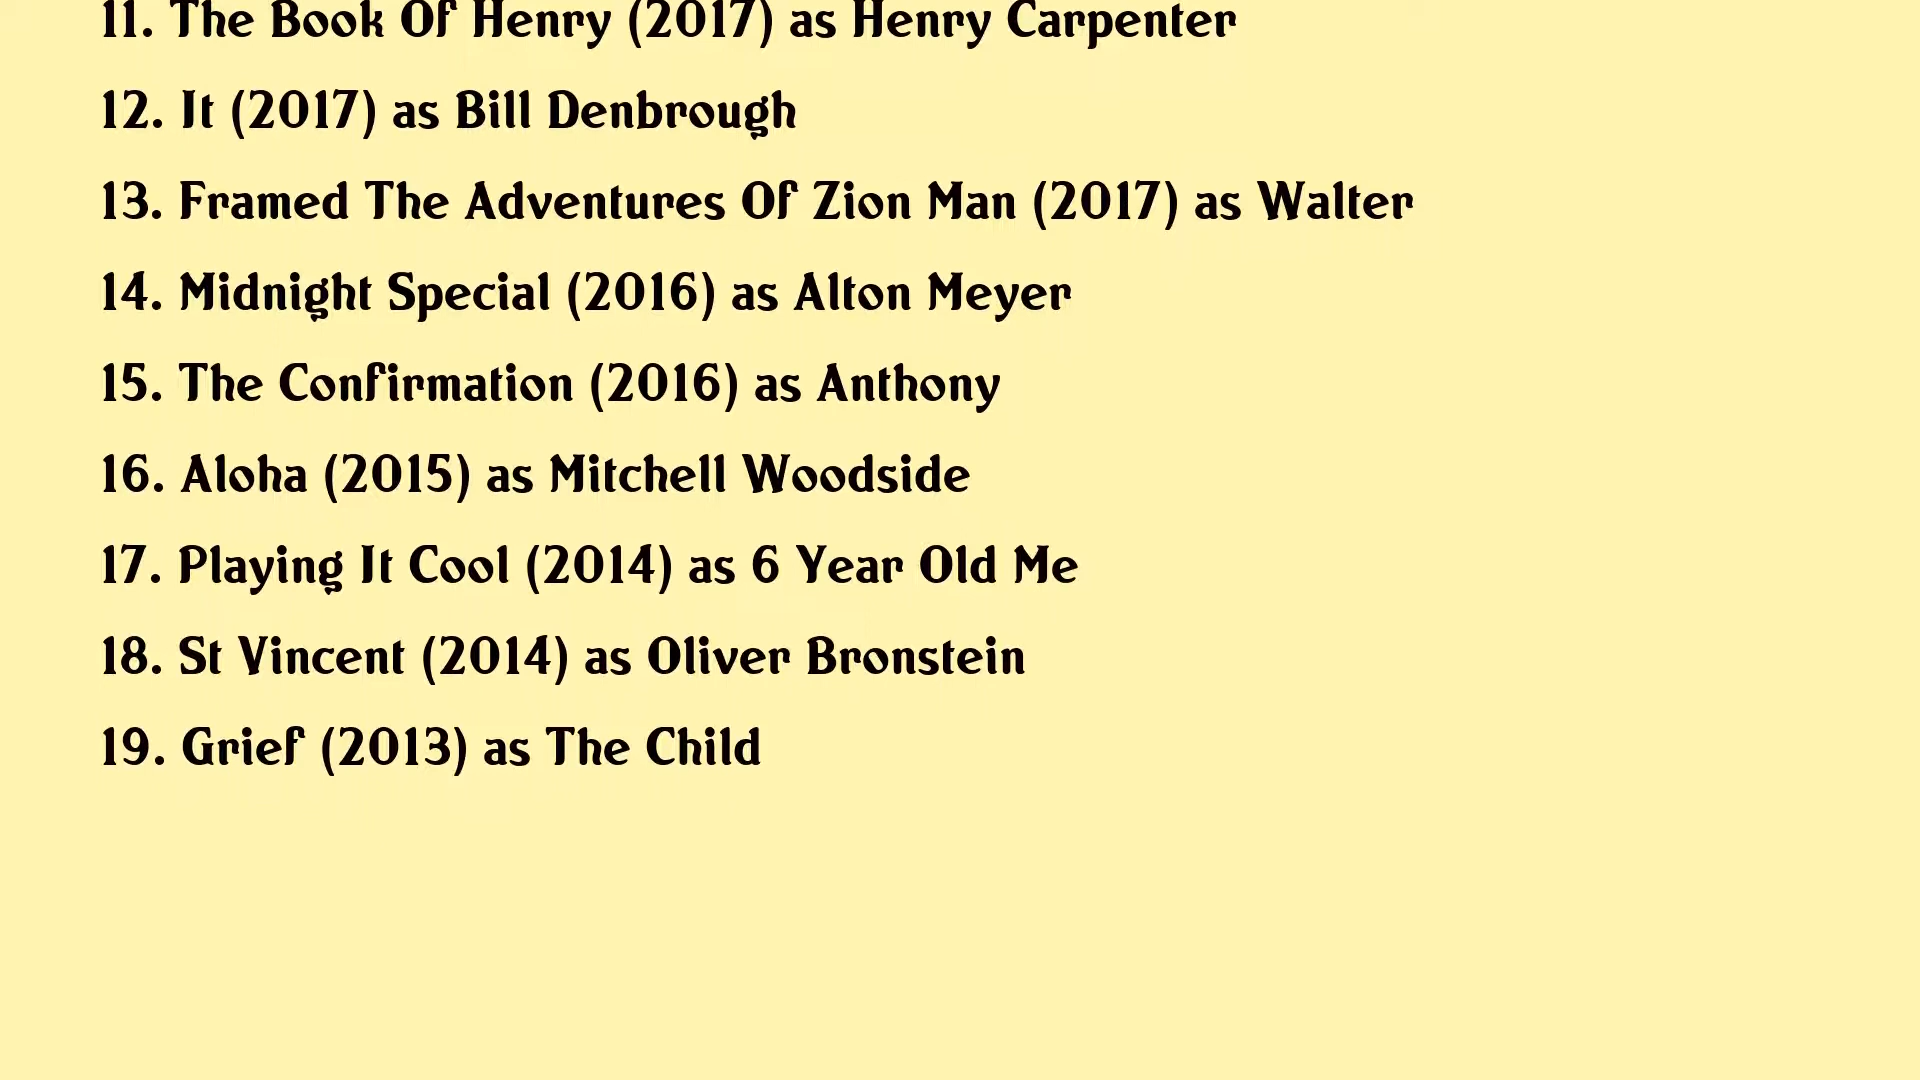 11. The Book Of Henry (2017) as Henry Carpenter
12. It (2017) as Bill Denbrough
13. Framed The Adventures Of Zion Man (2017) as Walter
14. Midnight Special (2016) as Alton Meyer
15. The Confirmation (2016) as Anthony
16. Aloha (2015) as Mitchell Woodside
17. Playing It Cool (2014) as 6 Year Old Me
18. St Vincent (2014) as Oliver Bronstein
19. Grief (2013) as The Child